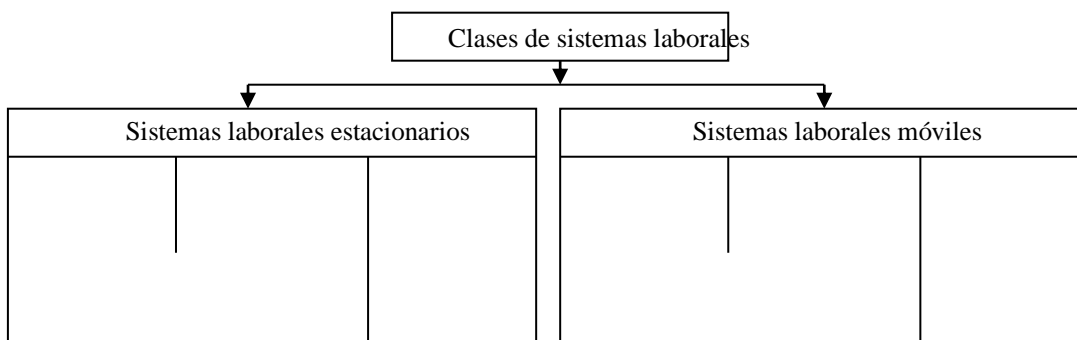 Clases de sistemas laborales
Sistemas laborales estacionarios
Sistemas laborales móviles